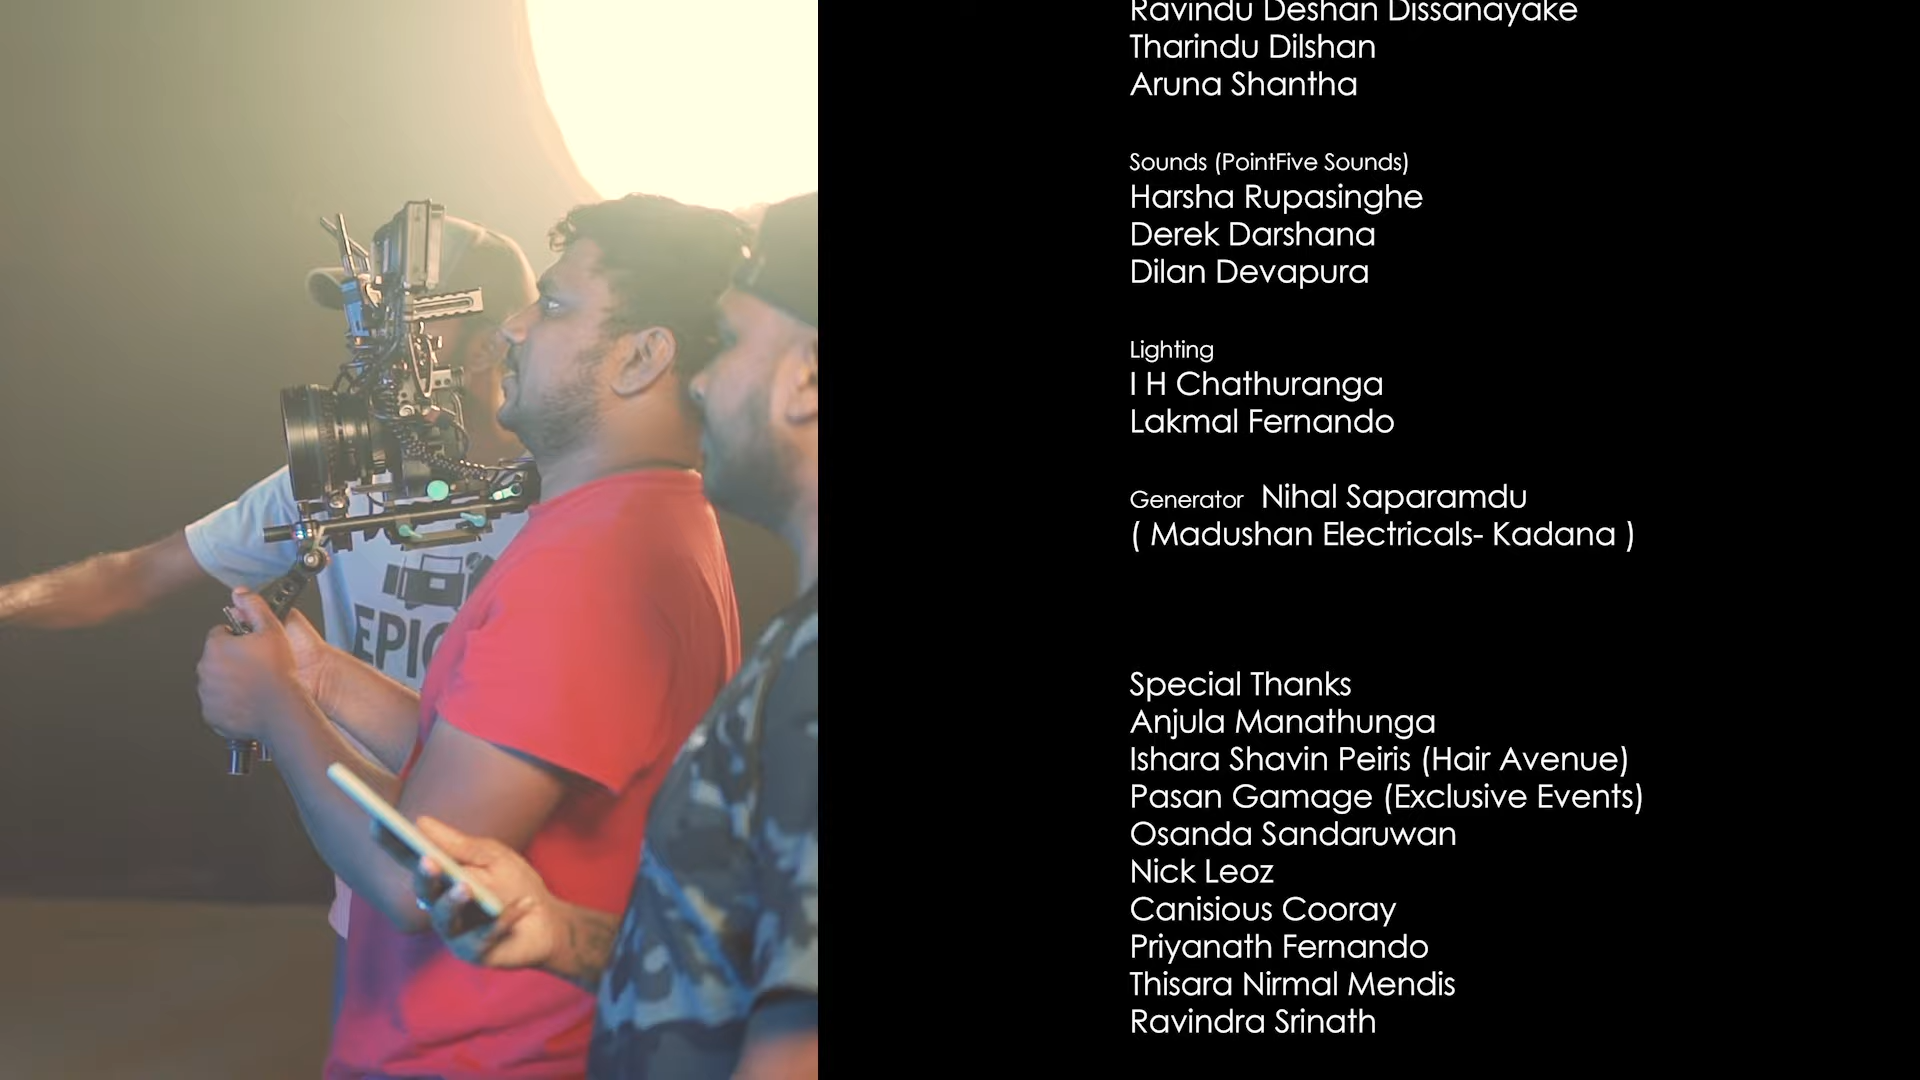 Ravindu Deshan Dissanayake
Tharindu Dilshan
Aruna Shantha
Sounds (PointFive Sounds)
Harsha Rupasinghe
Derek Darshana
Dilan Devapura
Lighting
I H Chathuranga
Lakmal Fernando
Generator Nihal Saparamdu
( Madushan Electricals- Kadana )
Special Thanks
Anjula Manathunga
Ishara Shavin Peiris (Hair Avenue)
Pasan Gamage (Exclusive Events)
Osanda Sandaruwan
Nick Leoz
Canisious Cooray
Priyanath Fernando
Thisara Nirmal Mendis
Ravindra Srinath
EPIC